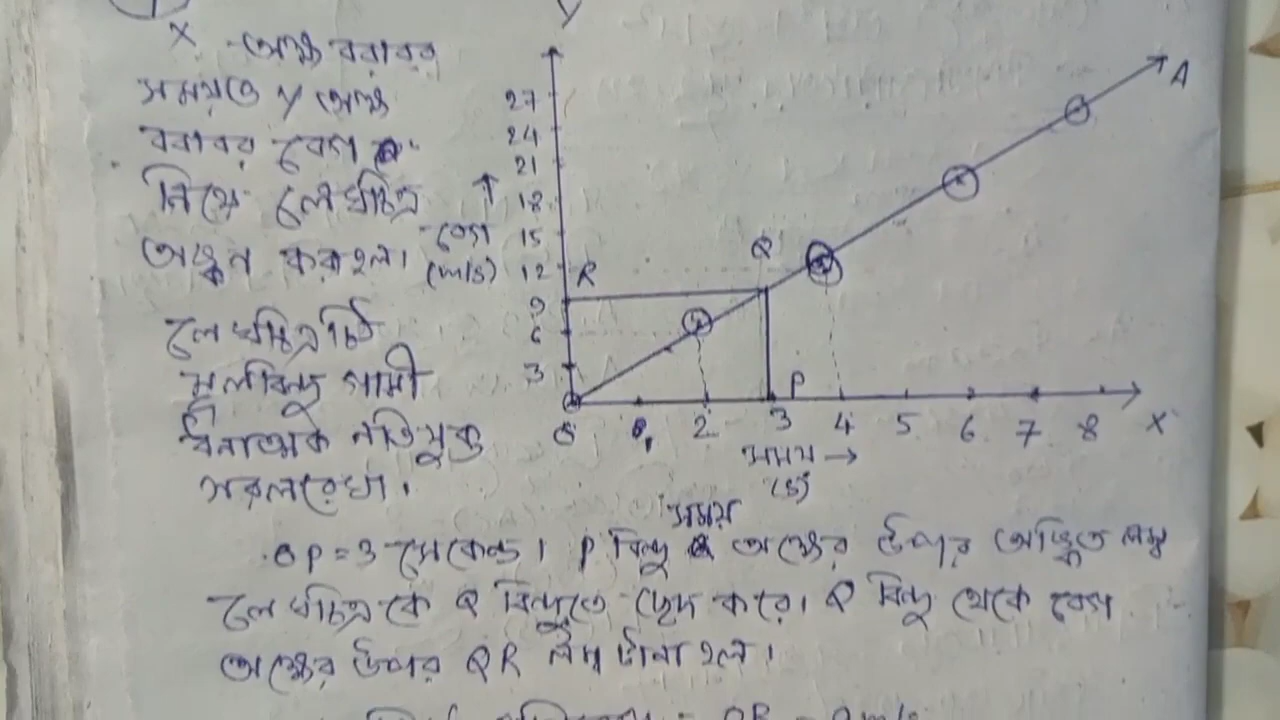 Y
X -অক্ষ বরাবর
সময়তে Y অক্ষ
বরাবর বেগ
নিয়ে লেখচিত্র
অঙ্কন করা হল।
লেখচিত্রটি
মূলবিন্দু গামী
ধনাত্মক নতিযুক্ত
সরলরেখা।
27
24
21
18
15
12
9
6
3
বেগ
(m/s)
R
Q
P
A
0 2 3 4 5 6 7 8 X
সময় →
(s)
সময়
OP = 3 সেকেন্ড। P বিন্দু অক্ষের উপর অঙ্কিত লম্ব
লেখচিত্রকে Q বিন্দুতে ছেদ করে। Q বিন্দু থেকে বেগ
অক্ষের উপর QR লম্ব টানা হল।